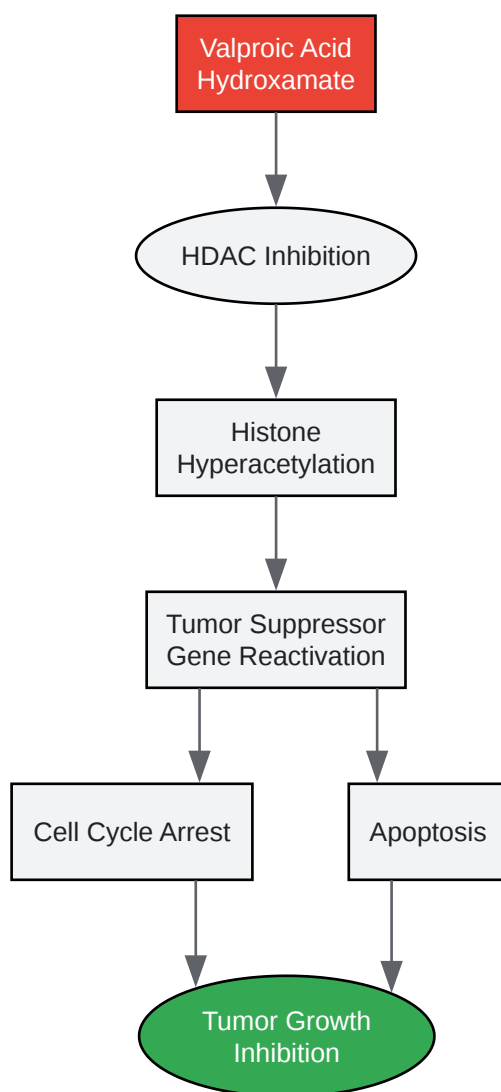 Valproic Acid
Hydroxamate
HDAC Inhibition
Histone
Hyperacetylation
Tumor Suppressor
Gene Reactivation
Cell Cycle Arrest
Apoptosis
Tumor Growth
Inhibition